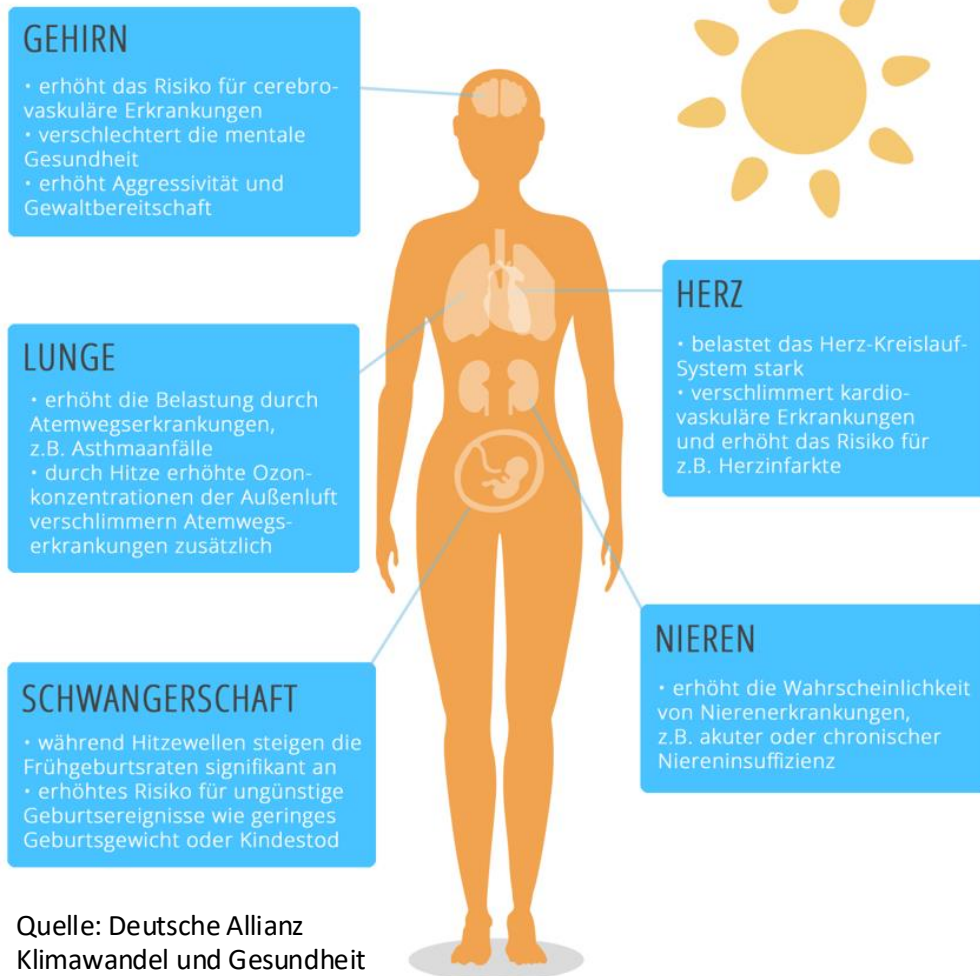 GEHIRN
• erhöht das Risiko für cerebro-
vaskuläre Erkrankungen
• verschlechtert die mentale
Gesundheit
• erhöht Aggressivität und
Gewaltbereitschaft
HERZ
• belastet das Herz-Kreislauf-
System stark
• verschlimmert kardio-
vaskuläre Erkrankungen
und erhöht das Risiko für
z.B. Herzinfarkte
LUNGE
• erhöht die Belastung durch
Atemwegserkrankungen,
z.B. Asthmaanfälle
• durch Hitze erhöhte Ozon-
konzentrationen der Außenluft
verschlimmern Atemwegs-
erkrankungen zusätzlich
NIEREN
• erhöht die Wahrscheinlichkeit
von Nierenerkrankungen,
z.B. akuter oder chronischer
Niereninsuffizienz
SCHWANGERSCHAFT
• während Hitzewellen steigen die
Frühgeburtsraten signifikant an
• erhöhtes Risiko für ungünstige
Geburtsereignisse wie geringes
Geburtsgewicht oder Kindestod
Quelle: Deutsche Allianz
Klimawandel und Gesundheit